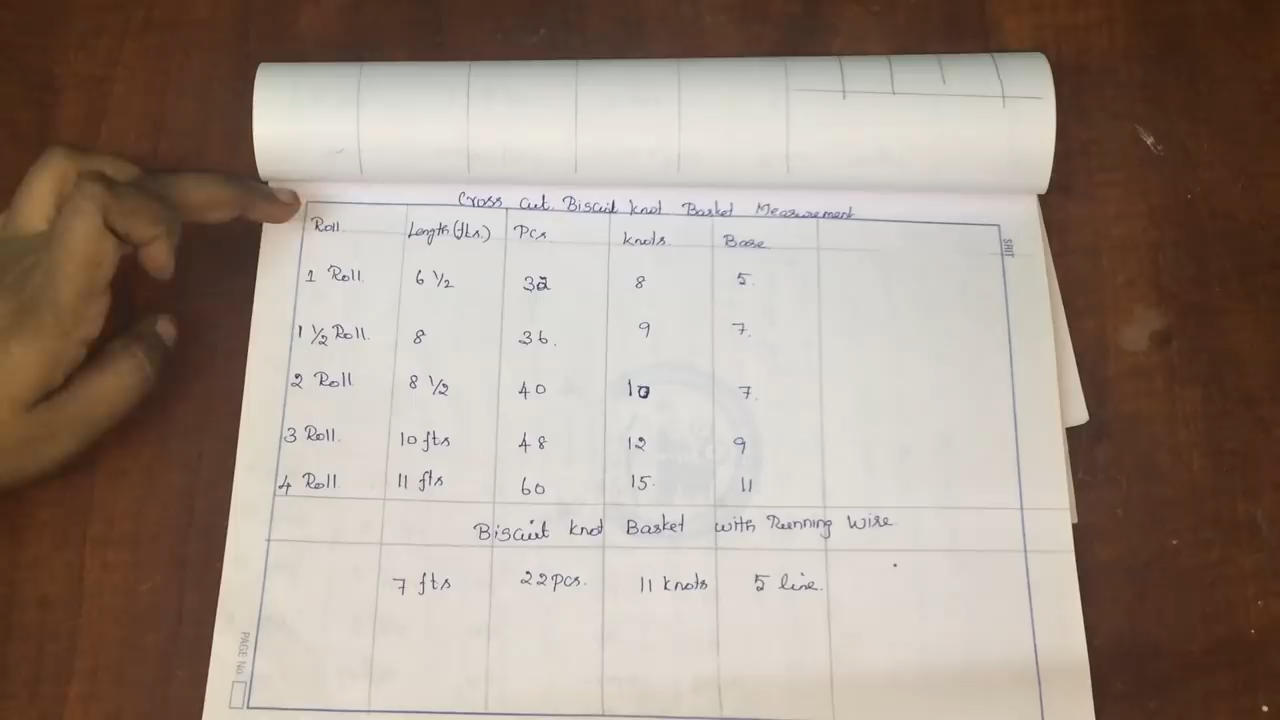 Cross cut Biscuit knot Basket Measurement
Roll Length (fts.) Pcs knots Base
1 Roll. 6 1/2 32 8 5.
1 1/2 Roll. 8 36. 9 7.
2 Roll 8 1/2 40 10 7.
3 Roll. 10 fts 48 12 9
4 Roll. 11 fts 60 15. 11
Biscuit knot Basket with Running Wire
7 fts 22 pcs. 11 knots 5 line.
SRIT
PAGE No.